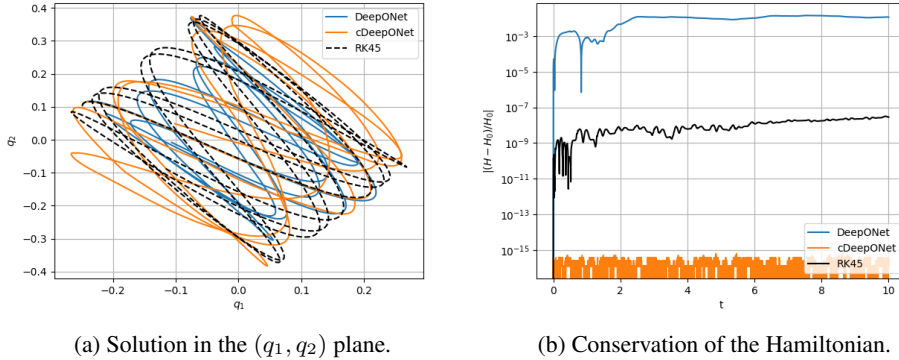 DeepONet
cDeepONet
RK45
0.4
0.3
0.2
0.1
0.0
−0.1
−0.2
−0.3
−0.4
q₂
−0.2
−0.1
0.0
0.1
0.2
q₁
(a) Solution in the (q₁, q₂) plane.
10⁻³
10⁻⁵
10⁻⁷
10⁻⁹
10⁻¹¹
10⁻¹³
10⁻¹⁵
|(H − H₀)/H₀|
DeepONet
cDeepONet
RK45
0
2
4
6
8
10
t
(b) Conservation of the Hamiltonian.